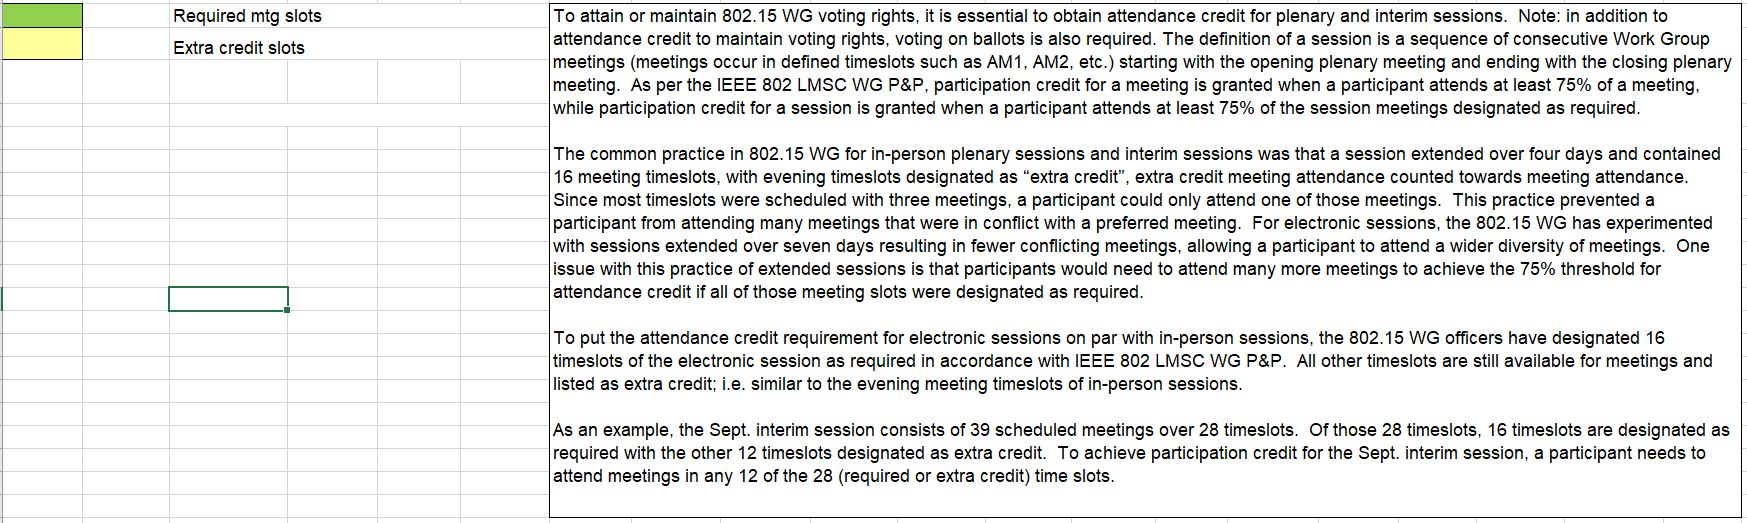 Required mtg slots
Extra credit slots
To attain or maintain 802.15 WG voting rights, it is essential to obtain attendance credit for plenary and interim sessions.  Note: in addition to
attendance credit to maintain voting rights, voting on ballots is also required. The definition of a session is a sequence of consecutive Work Group
meetings (meetings occur in defined timeslots such as AM1, AM2, etc.) starting with the opening plenary meeting and ending with the closing plenary
meeting.  As per the IEEE 802 LMSC WG P&P, participation credit for a meeting is granted when a participant attends at least 75% of a meeting,
while participation credit for a session is granted when a participant attends at least 75% of the session meetings designated as required.
The common practice in 802.15 WG for in-person plenary sessions and interim sessions was that a session extended over four days and contained
16 meeting timeslots, with evening timeslots designated as “extra credit”, extra credit meeting attendance counted towards meeting attendance.
Since most timeslots were scheduled with three meetings, a participant could only attend one of those meetings.  This practice prevented a
participant from attending many meetings that were in conflict with a preferred meeting.  For electronic sessions, the 802.15 WG has experimented
with sessions extended over seven days resulting in fewer conflicting meetings, allowing a participant to attend a wider diversity of meetings.  One
issue with this practice of extended sessions is that participants would need to attend many more meetings to achieve the 75% threshold for
attendance credit if all of those meeting slots were designated as required.
To put the attendance credit requirement for electronic sessions on par with in-person sessions, the 802.15 WG officers have designated 16
timeslots of the electronic session as required in accordance with IEEE 802 LMSC WG P&P.  All other timeslots are still available for meetings and
listed as extra credit; i.e. similar to the evening meeting timeslots of in-person sessions.
As an example, the Sept. interim session consists of 39 scheduled meetings over 28 timeslots.  Of those 28 timeslots, 16 timeslots are designated as
required with the other 12 timeslots designated as extra credit.  To achieve participation credit for the Sept. interim session, a participant needs to
attend meetings in any 12 of the 28 (required or extra credit) time slots.